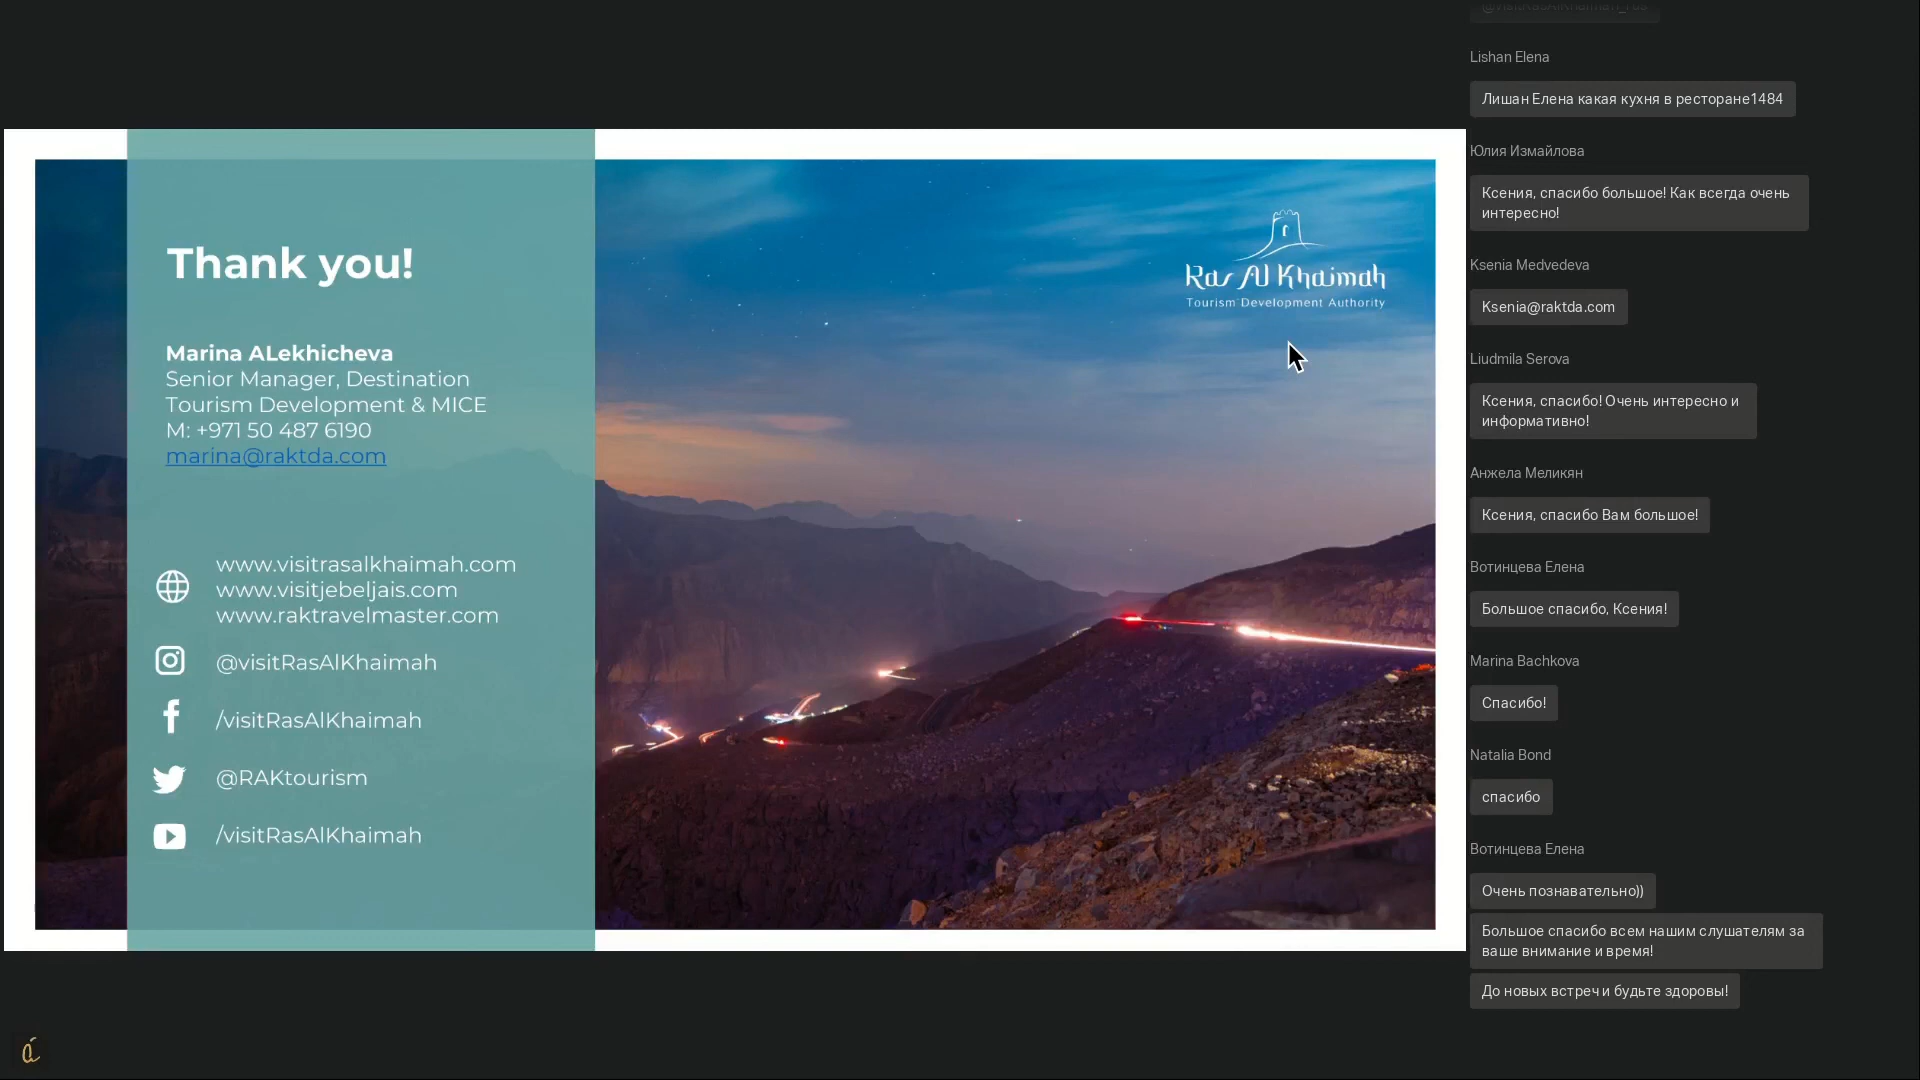 Thank you!
Marina ALekhicheva
Senior Manager, Destination
Tourism Development & MICE
M: +971 50 487 6190
marina@raktda.com
www.visitrasalkhaimah.com
www.visitjebeljais.com
www.raktravelmaster.com
@visitRasAlKhaimah
/visitRasAlKhaimah
@RAKtourism
/visitRasAlKhaimah
Ras Al Khaimah
Tourism Development Authority
Lishan Elena
Лишан Елена какая кухня в ресторане1484
Юлия Измайлова
Ксения, спасибо большое! Как всегда очень
интересно!
Ksenia Medvedeva
Ksenia@raktda.com
Liudmila Serova
Ксения, спасибо! Очень интересно и
информативно!
Анжела Меликян
Ксения, спасибо Вам большое!
Вотинцева Елена
Большое спасибо, Ксения!
Marina Bachkova
Спасибо!
Natalia Bond
спасибо
Вотинцева Елена
Очень познавательно))
Большое спасибо всем нашим слушателям за
ваше внимание и время!
До новых встреч и будьте здоровы!